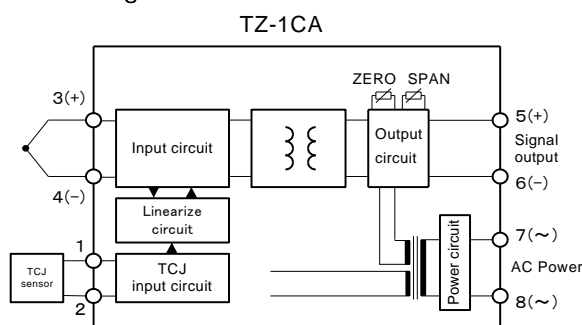 TZ-1CA
ZERO SPAN
3(+)
5(+)
Input circuit
Output
circuit
Signal
output
4(−)
6(−)
Linearize
circuit
1
7(~)
TCJ
sensor
TCJ
input circuit
Power circuit
AC Power
2
8(~)